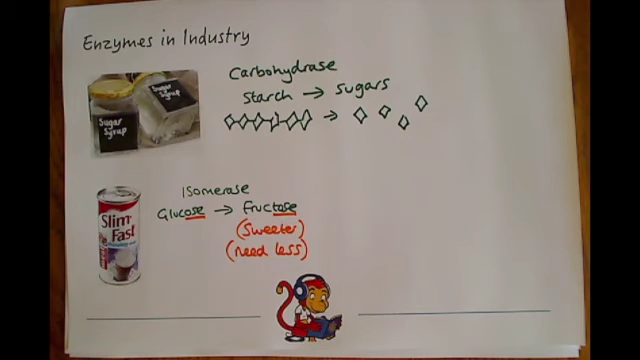 Enzymes in Industry
Carbohydrase
Starch → sugars
Sugar Syrup
Sugar Syrup
Isomerase
Glucose → Fructose
(Sweeter)
(need less)
Slim Fast